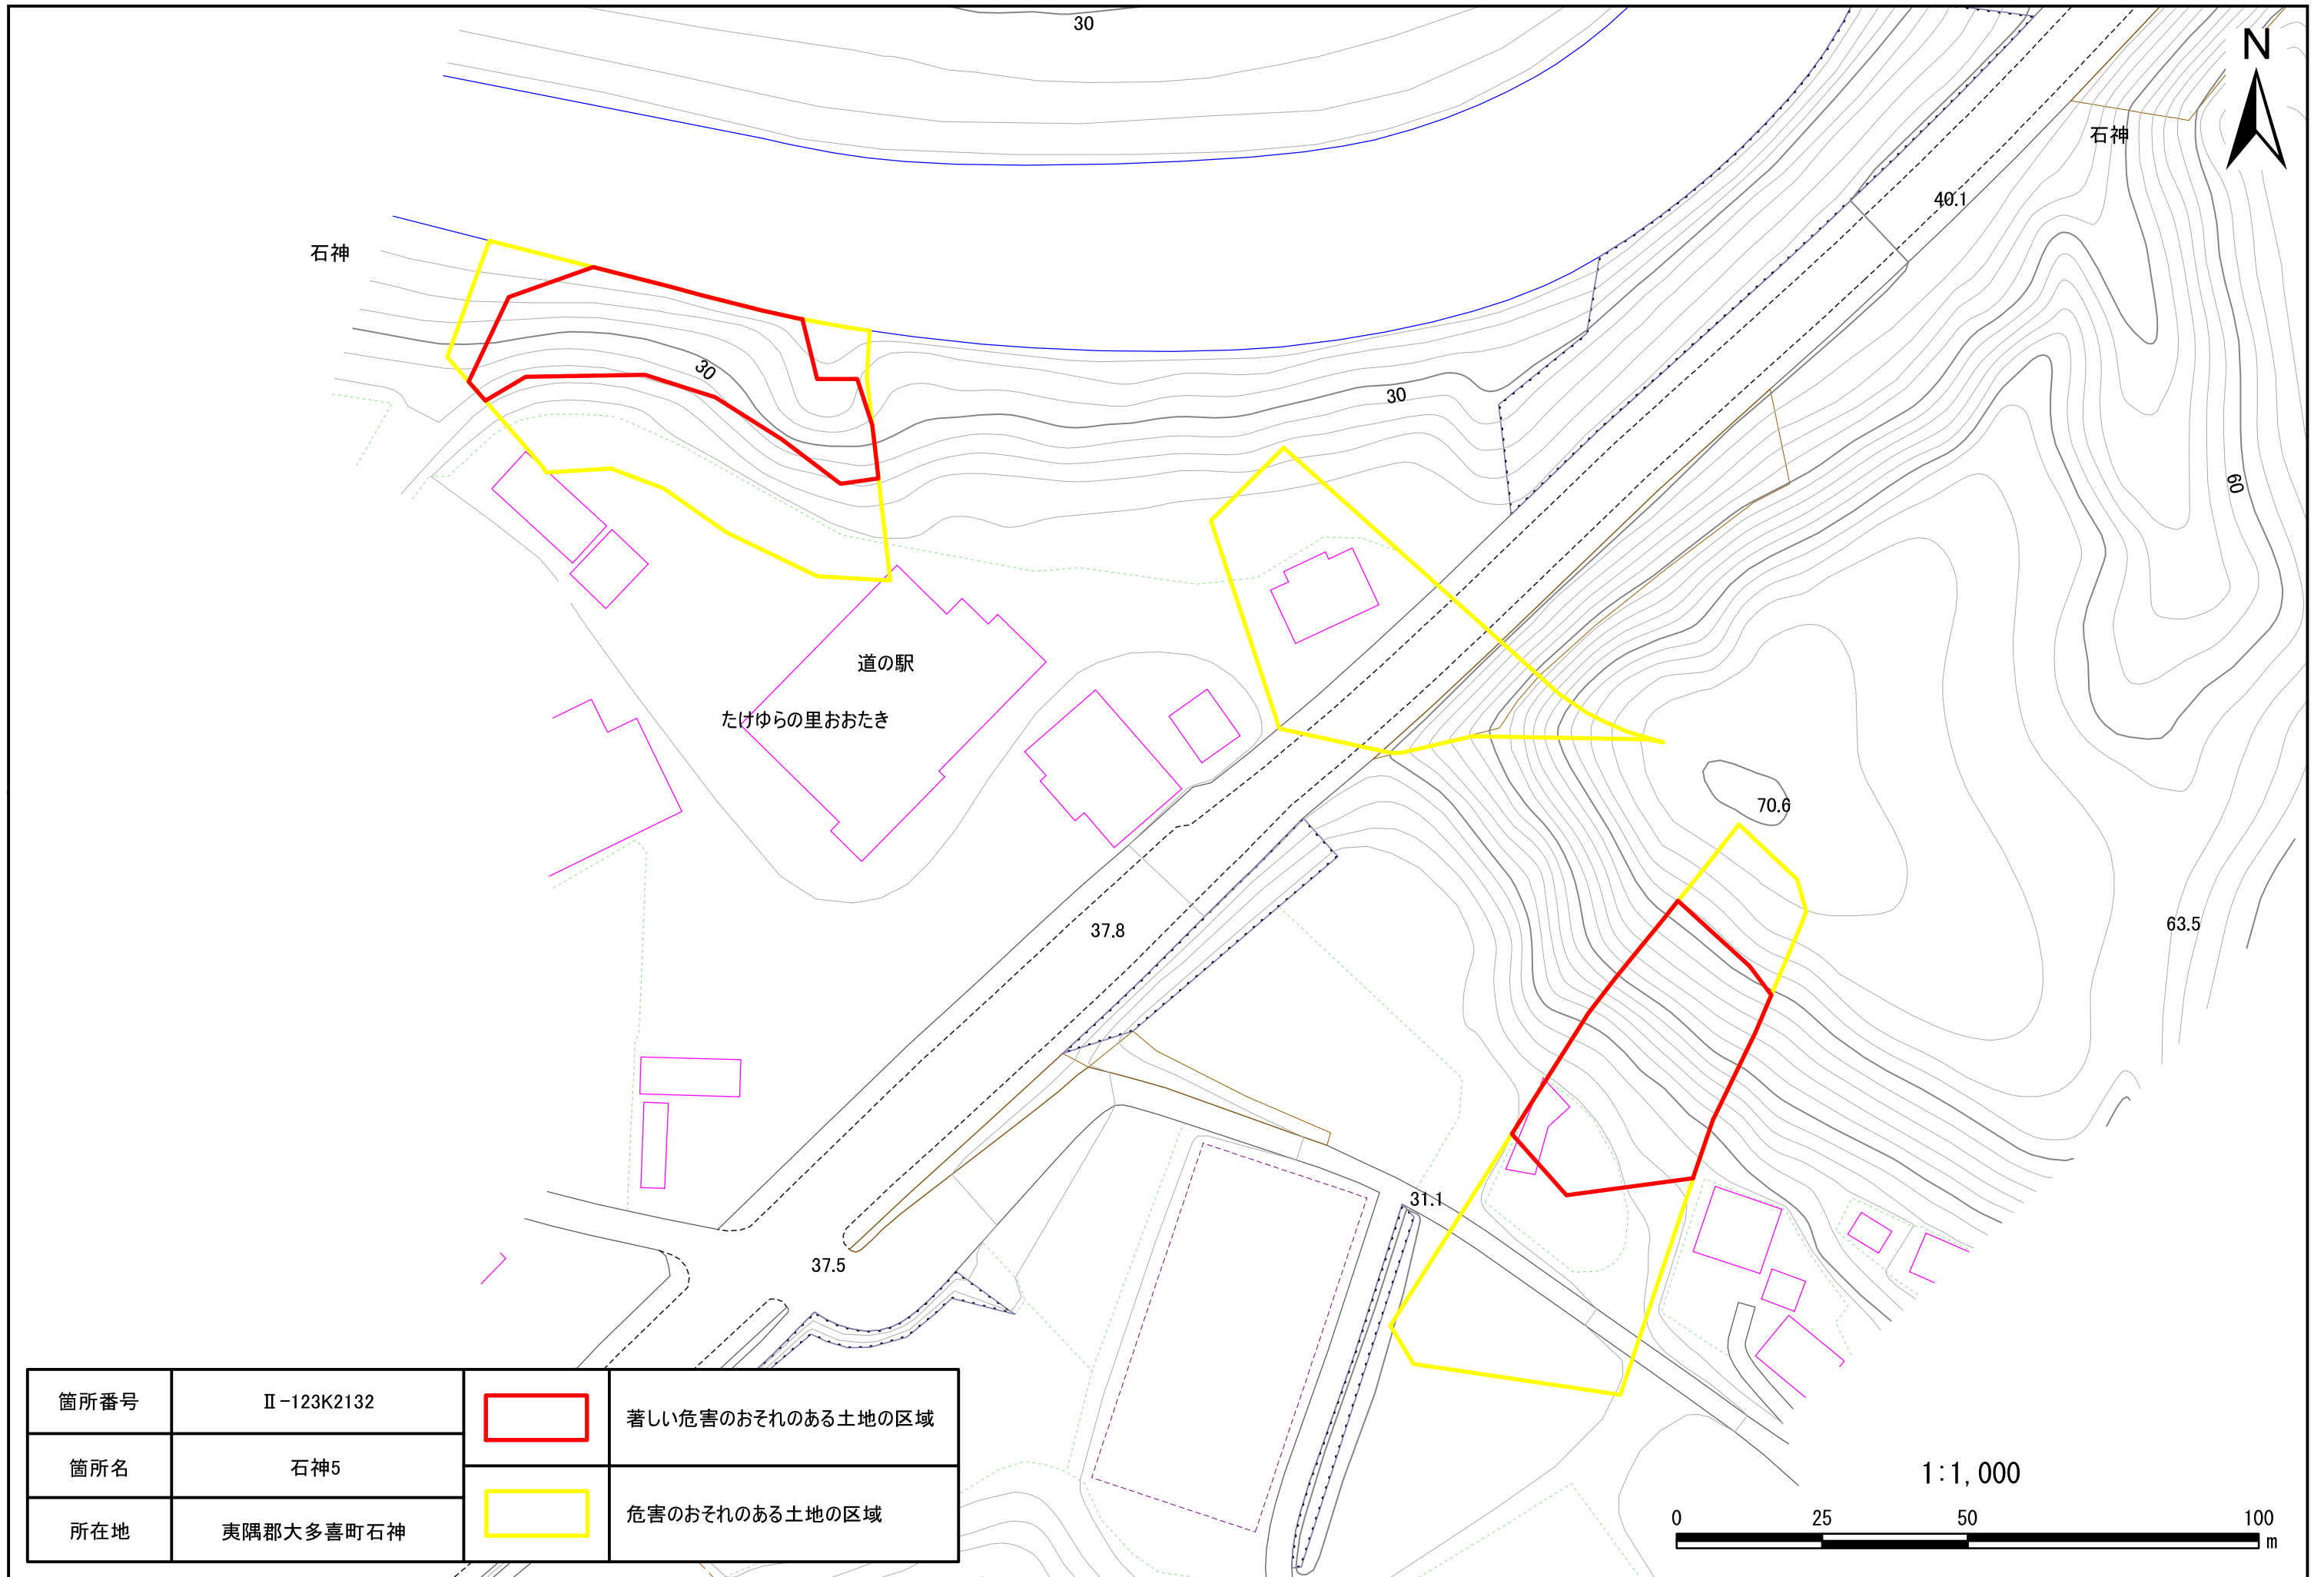 30
N
石神
40.1
石神
30
30
60
道の駅
たけゆらの里おおたき
70.6
37.8
63.5
31.1
37.5
箇所番号
Ⅱ-123K2132
箇所名
石神5
所在地
夷隅郡大多喜町石神
著しい危害のおそれのある土地の区域
危害のおそれのある土地の区域
1:1,000
0 25 50 100
m